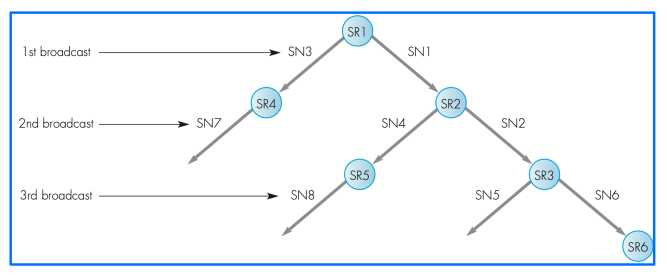 SR1
1st broadcast SN3 SN1
SR4 SR2
2nd broadcast SN7 SN4 SN2
SR5 SR3
3rd broadcast SN8 SN5 SN6
SR6